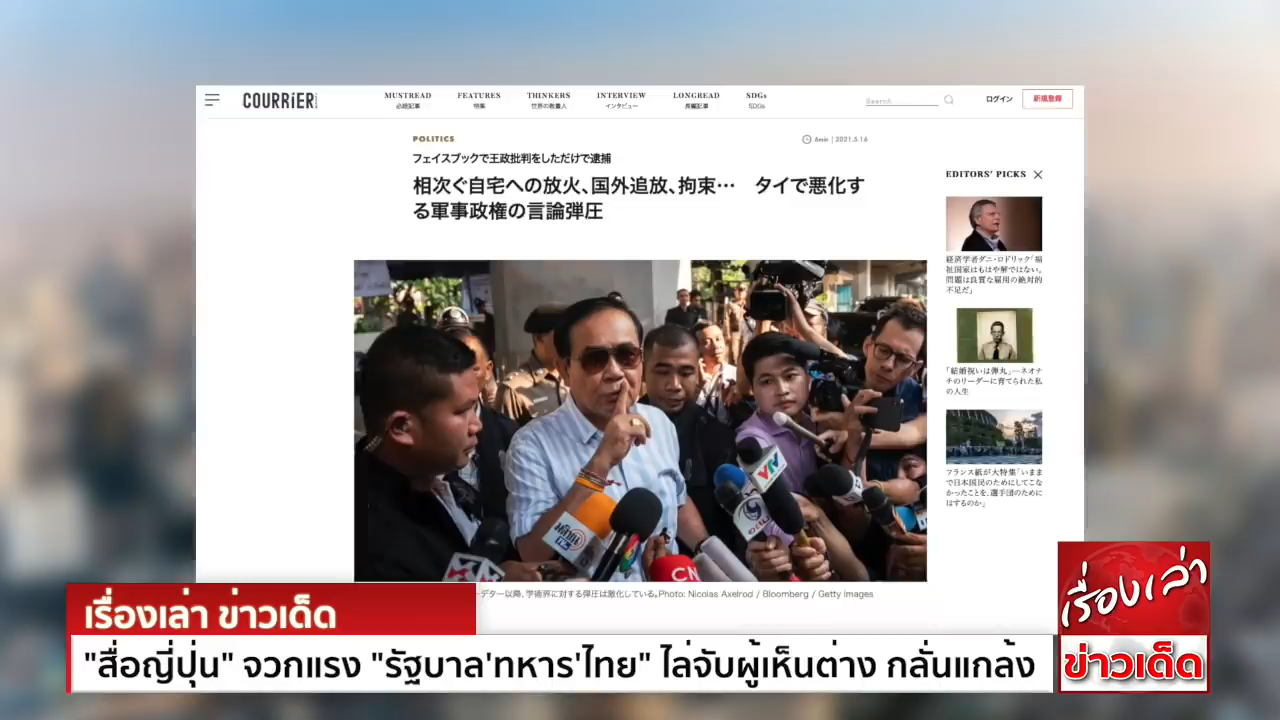 COURRiER
MUSTREAD
必読記事
FEATURES
特集
THINKERS
世界の教養人
INTERVIEW
インタビュー
LONGREAD
長編記事
SDGs
SDGs
Search
ログイン
新規登録
POLITICS
6min | 2021.5.16
フェイスブックで王政批判をしただけで逮捕
相次ぐ自宅への放火、国外追放、拘束… タイで悪化す
る軍事政権の言論弾圧
EDITORS' PICKS
経済学者ダニ・ロドリック「福
祉国家はもはや解ではない。
問題は良質な雇用の絶対的
不足だ」
「結婚祝いは弾丸」―ネオナ
チのリーダーに育てられた私
の人生
フランス紙が大特集「いまま
で日本国民のためにしてこな
かったことを、選手団のために
はするのか」
VTV
CN
ーデター以降、学術界に対する弾圧は激化している。Photo: Nicolas Axelrod / Bloomberg / Getty Images
เรื่องเล่า ข่าวเด็ด
"สื่อญี่ปุ่น" จวกแรง "รัฐบาล'ทหาร'ไทย" ไล่จับผู้เห็นต่าง กลั่นแกล้ง
เรื่องเล่า
ข่าวเด็ด